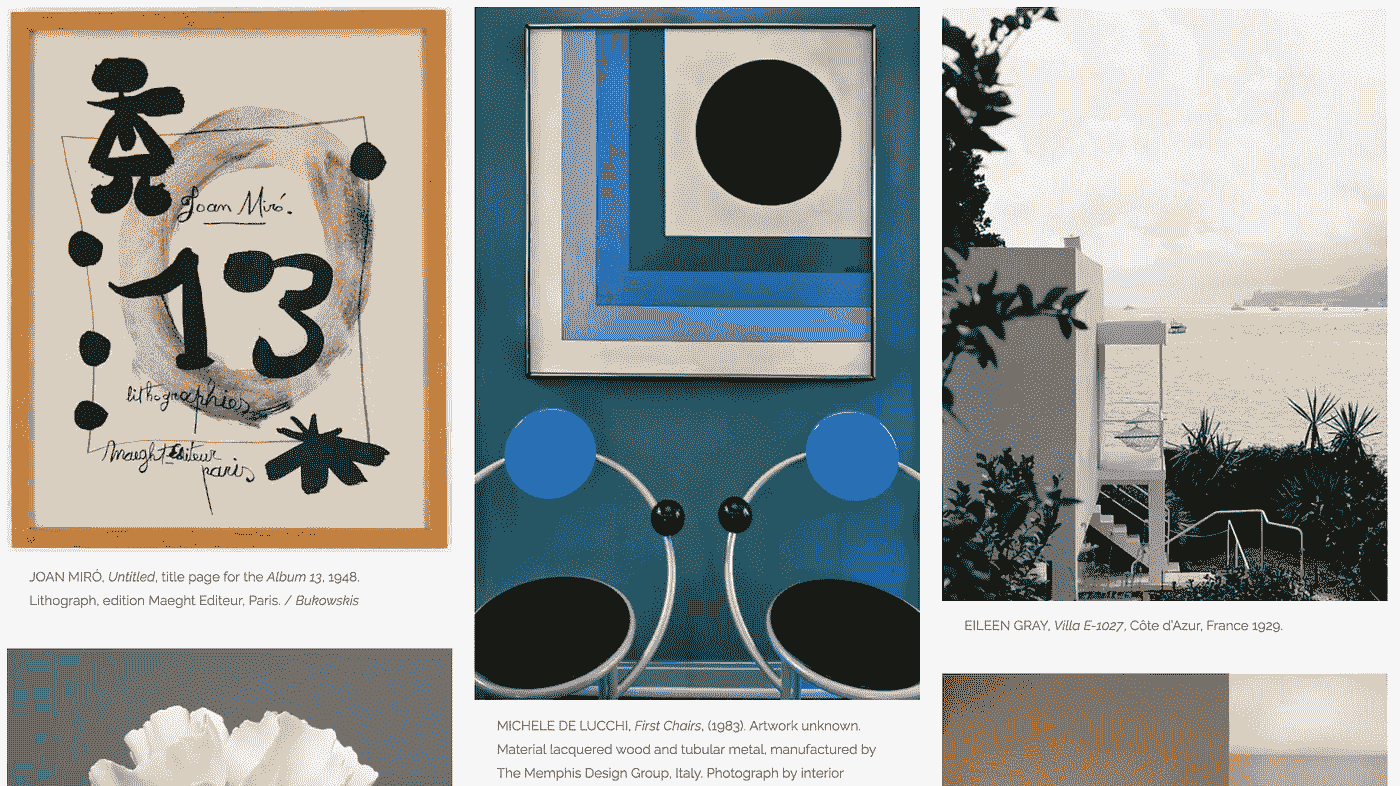 Joan Miró.
13
lithographies
Maeght Editeur
paris
JOAN MIRÓ, Untitled, title page for the Album 13, 1948.
Lithograph, edition Maeght Editeur, Paris. / Bukowskis
MICHELE DE LUCCHI, First Chairs, (1983). Artwork unknown.
Material lacquered wood and tubular metal, manufactured by
The Memphis Design Group, Italy. Photograph by interior
EILEEN GRAY, Villa E-1027, Côte d'Azur, France 1929.